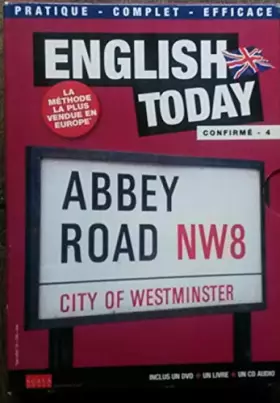 PRATIQUE - COMPLET - EFFICACE
ENGLISH
TODAY
LA
MÉTHODE
LA PLUS
VENDUE EN
EUROPE*
CONFIRMÉ - 4
ABBEY
ROAD NW8
CITY OF WESTMINSTER
INCLUS UN DVD + UN LIVRE + UN CD AUDIO